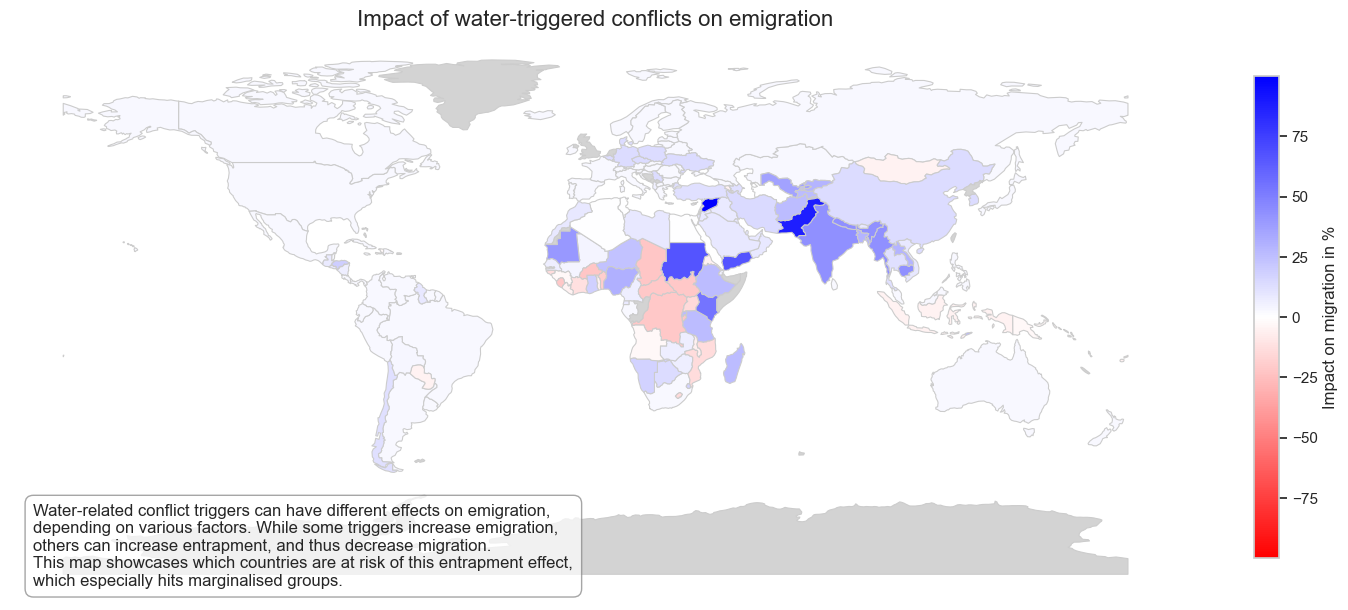 Impact of water-triggered conflicts on emigration
75
50
25
0
−25
−50
−75
Impact on migration in %
Water-related conflict triggers can have different effects on emigration,
depending on various factors. While some triggers increase emigration,
others can increase entrapment, and thus decrease migration.
This map showcases which countries are at risk of this entrapment effect,
which especially hits marginalised groups.